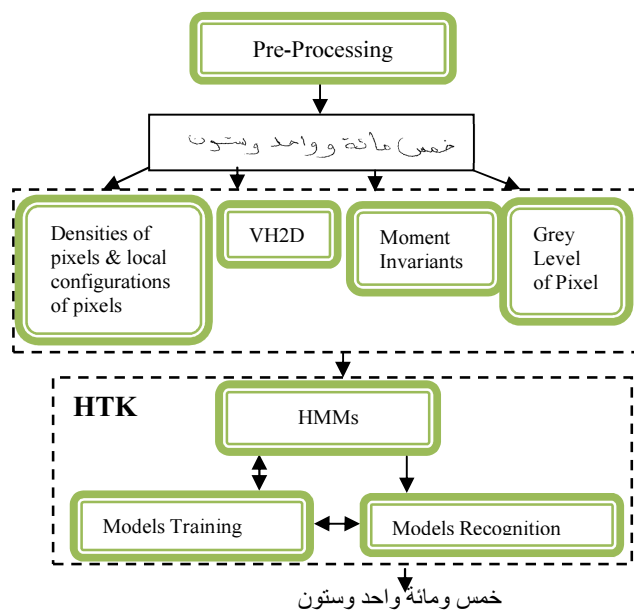 Pre-Processing
خمس مائة وواحد وستون
Densities of
pixels & local
configurations
of pixels
VH2D
Moment
Invariants
Grey
Level
of Pixel
HTK
HMMs
Models Training
Models Recognition
خمس ومائة واحد وستون